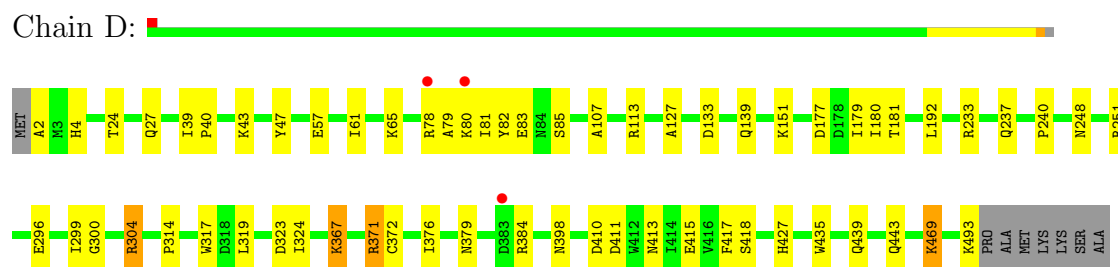 Chain D:
MET A2 M3 H4 T24 Q27 I39 P40 K43 Y47 E57 I61 K65 R78 A79 K80 I81 Y82 E83 N84 S85 A107 R113 A127 D133 Q139 K151 D177 D178 I179 I180 T181 L192 R233 Q237 P240 N248
E296 I299 G300 R304 P314 W317 D318 L319 D323 I324 K367 R371 C372 I376 N379 D383 R384 N398 D410 D411 W412 N413 I414 E415 V416 F417 S418 H427 W435 Q439 Q443 K469 K493 PRO ALA MET LYS LYS SER ALA